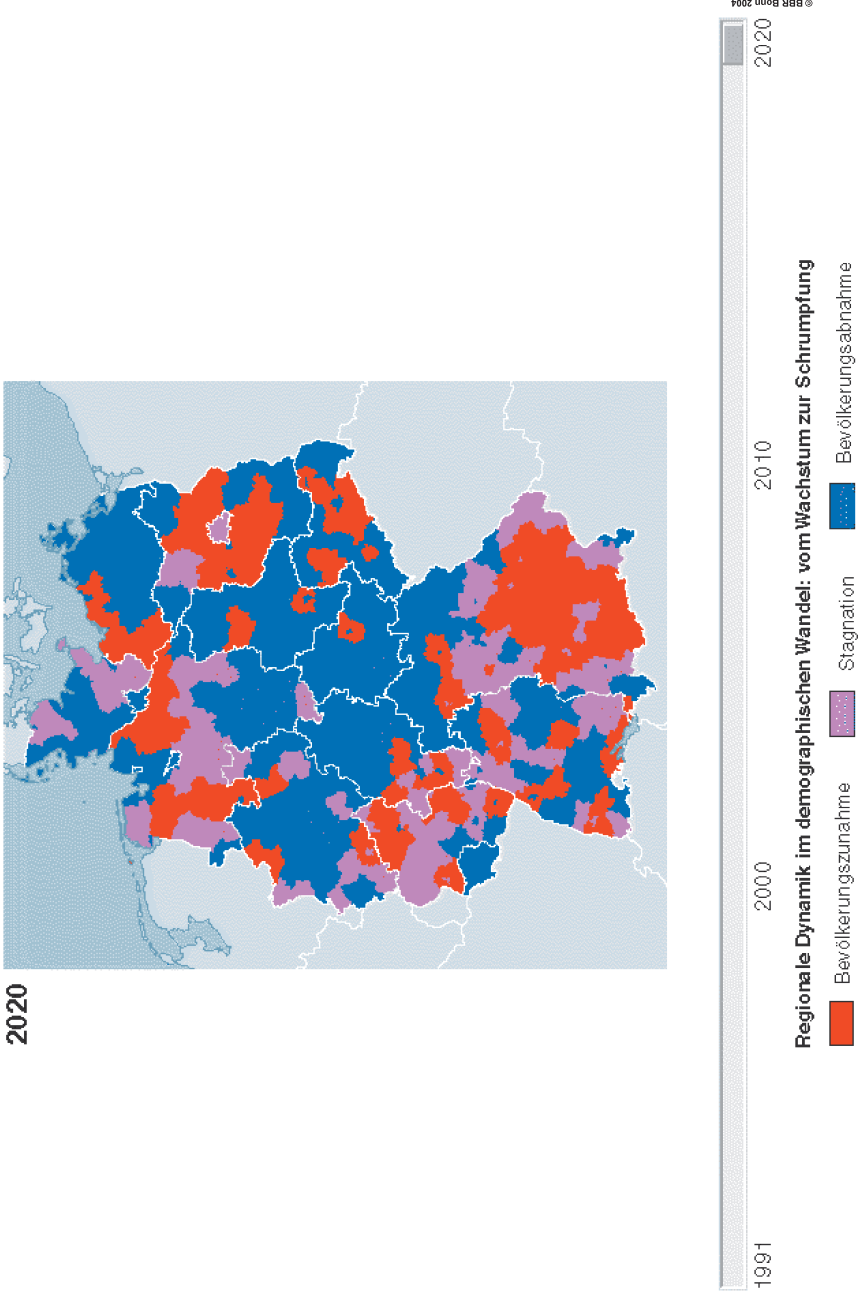 2020
1991
2000
2010
2020
Regionale Dynamik im demographischen Wandel: vom Wachstum zur Schrumpfung
Bevölkerungszunahme
Stagnation
Bevölkerungsabnahme
© BBR Bonn 2004